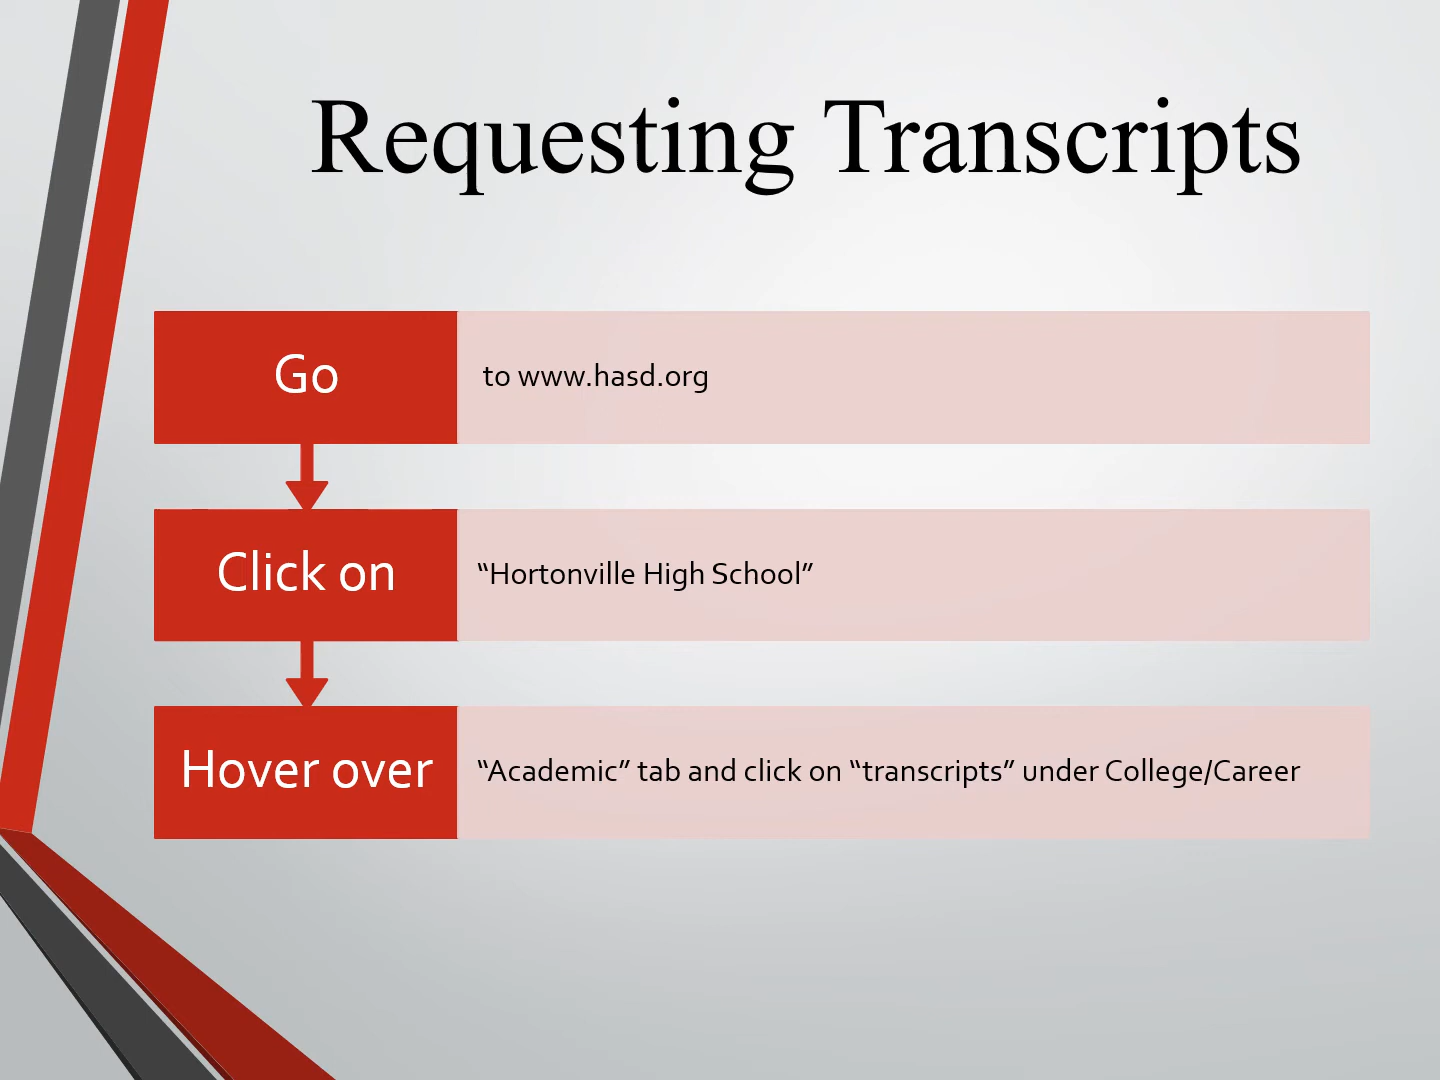 Requesting Transcripts
Go
to www.hasd.org
Click on
“Hortonville High School”
Hover over
“Academic” tab and click on “transcripts” under College/Career